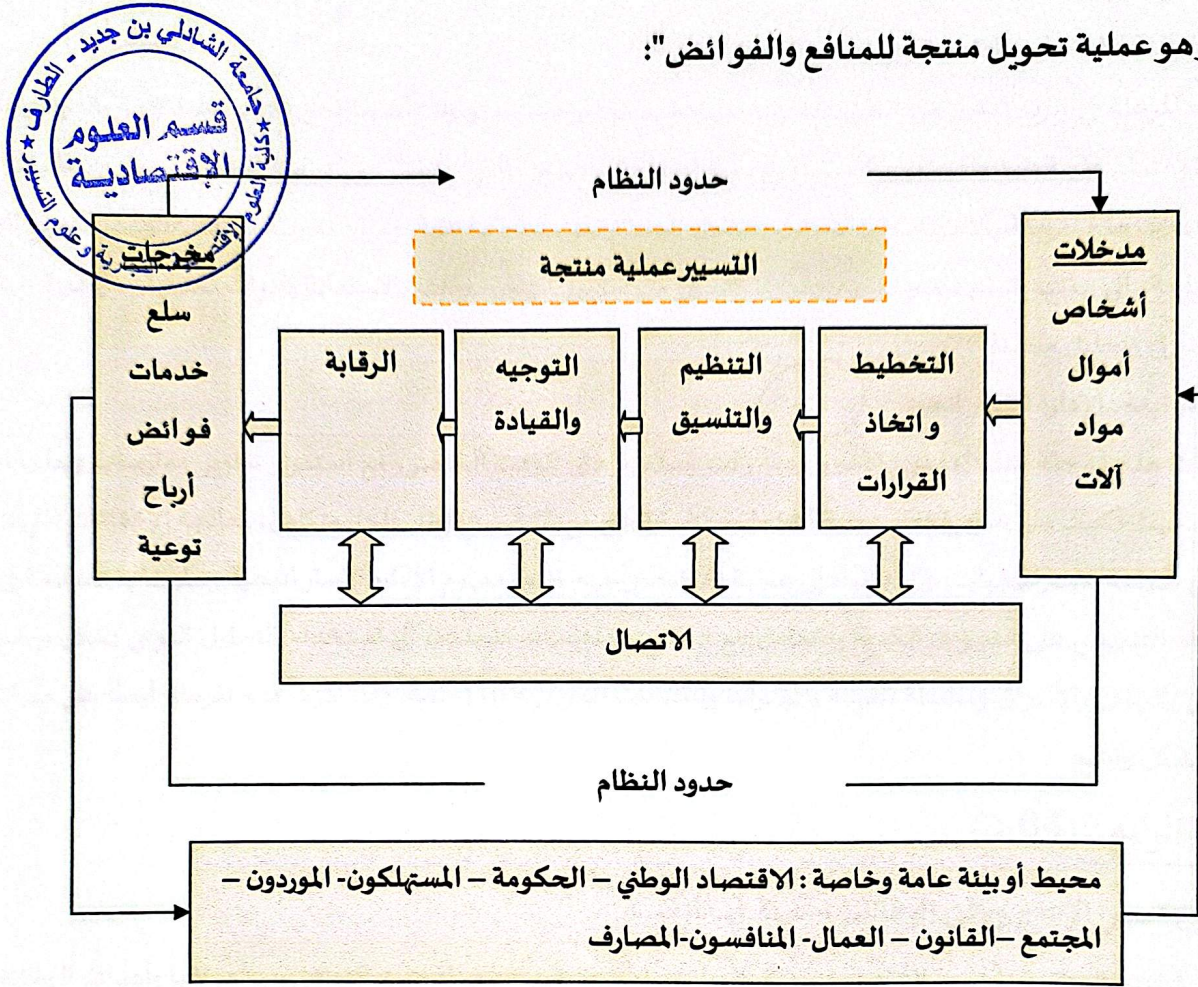 وهو عملية تحويل منتجة للمنافع والفوائض":
جامعة الشاذلي بن جديد - الطارف
قسم العلوم
الاقتصادية
حدود النظام
مدخلات
أشخاص
أموال
مواد
آلات
التسيير عملية منتجة
التخطيط
واتخاذ
القرارات
التنظيم
والتنسيق
التوجيه
والقيادة
الرقابة
مخرجات
سلع
خدمات
فوائض
أرباح
توعية
الاتصال
حدود النظام
محيط أو بيئة عامة وخاصة : الاقتصاد الوطني – الحكومة – المستهلكون- الموردون –
المجتمع –القانون – العمال- المنافسون-المصارف